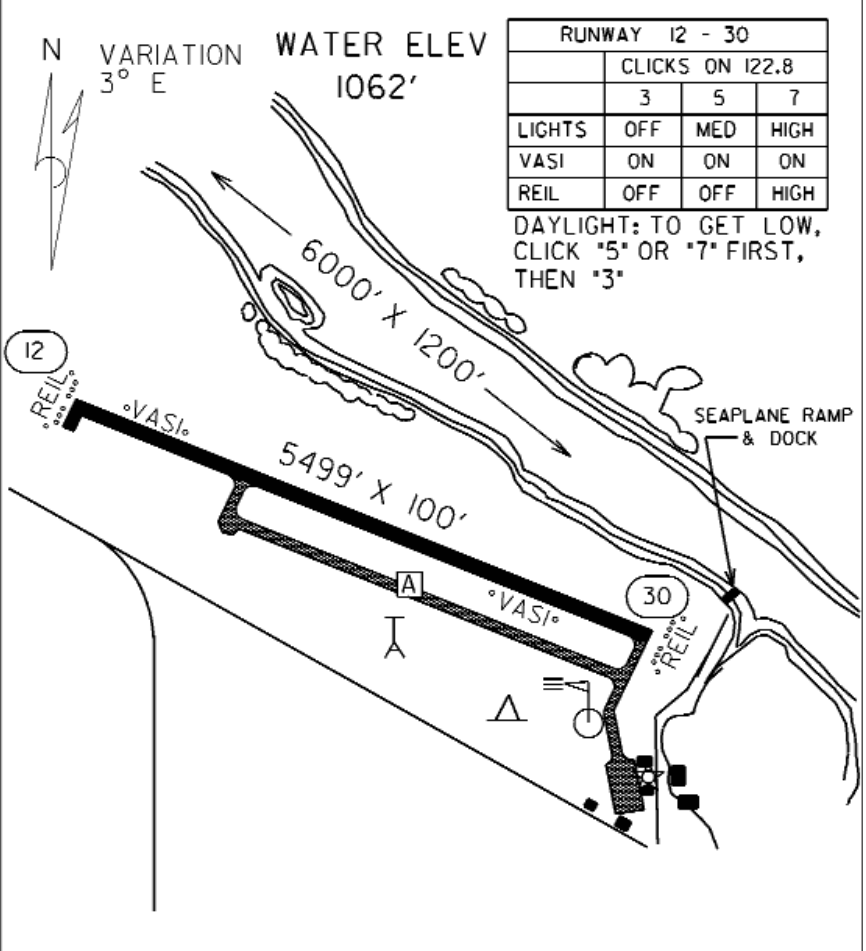 N
VARIATION
3° E
WATER ELEV
1062'
RUNWAY 12 - 30
CLICKS ON 122.8
3 5 7
LIGHTS OFF MED HIGH
VASI ON ON ON
REIL OFF OFF HIGH
DAYLIGHT: TO GET LOW,
CLICK "5" OR "7" FIRST,
THEN "3"
6000' X 1200'
12
REIL
VASI
5499' X 100'
SEAPLANE RAMP
& DOCK
A
VASI
30
REIL